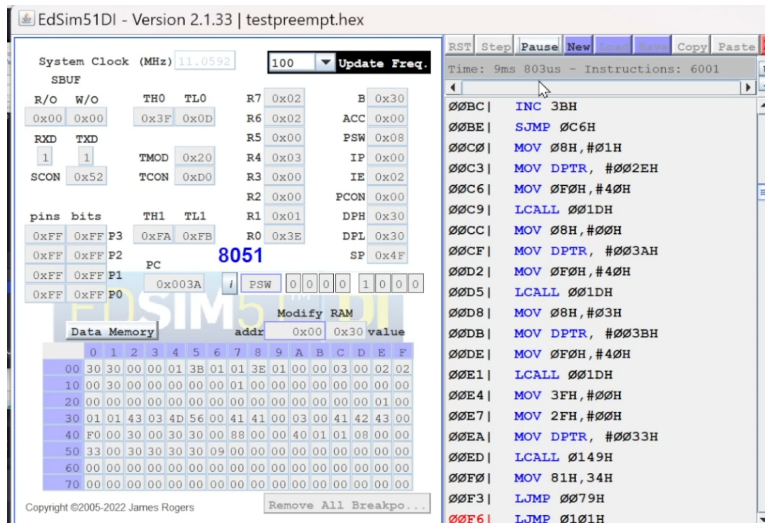 EdSim51DI - Version 2.1.33 | testpreempt.hex
System Clock (MHz) 11.0592 100 Update Freq.
SBUF
R/O W/O TH0 TL0 R7 0x02 B 0x30
0x00 0x00 0x3F 0x0D R6 0x02 ACC 0x00
RXD TXD R5 0x00 PSW 0x08
1 1 TMOD 0x20 R4 0x03 IP 0x00
SCON 0x52 TCON 0xD0 R3 0x00 IE 0x02
R2 0x00 PCON 0x00
pins bits TH1 TL1 R1 0x01 DPH 0x30
0xFF 0xFF P3 0xFA 0xFB R0 0x3E DPL 0x30
0xFF 0xFF P2 8051 SP 0x4F
0xFF 0xFF P1 PC
0xFF 0xFF P0 0x003A i PSW 0 0 0 0 1 0 0 0
EDSIM51 DI
TM
Modify RAM
Data Memory addr 0x00 0x30 value
0 1 2 3 4 5 6 7 8 9 A B C D E F
00 30 30 00 00 01 3B 01 01 3E 01 00 00 03 00 02 02
10 00 30 00 00 00 00 00 01 00 00 00 00 00 00 00 00
20 00 00 00 00 00 00 00 00 00 00 00 00 00 00 01 00
30 01 01 43 03 4D 56 00 41 41 00 03 00 41 42 43 00
40 F0 00 30 00 30 30 00 88 00 00 40 01 01 08 00 00
50 33 00 30 30 30 30 09 00 00 00 00 00 00 00 00 00
60 00 00 00 00 00 00 00 00 00 00 00 00 00 00 00 00
70 00 00 00 00 00 00 00 00 00 00 00 00 00 00 00 00
Copyright ©2005-2022 James Rogers Remove All Breakpo...
RST Step Pause New Load Save Copy Paste
Time: 9ms 803us - Instructions: 6001
00BC| INC 3BH
00BE| SJMP 0C6H
00C0| MOV 08H,#01H
00C3| MOV DPTR, #002EH
00C6| MOV 0F0H,#40H
00C9| LCALL 001DH
00CC| MOV 08H,#00H
00CF| MOV DPTR, #003AH
00D2| MOV 0F0H,#40H
00D5| LCALL 001DH
00D8| MOV 08H,#03H
00DB| MOV DPTR, #003BH
00DE| MOV 0F0H,#40H
00E1| LCALL 001DH
00E4| MOV 3FH,#00H
00E7| MOV 2FH,#00H
00EA| MOV DPTR, #0033H
00ED| LCALL 0149H
00F0| MOV 81H,34H
00F3| LJMP 0079H
00F6| LJMP 0101H